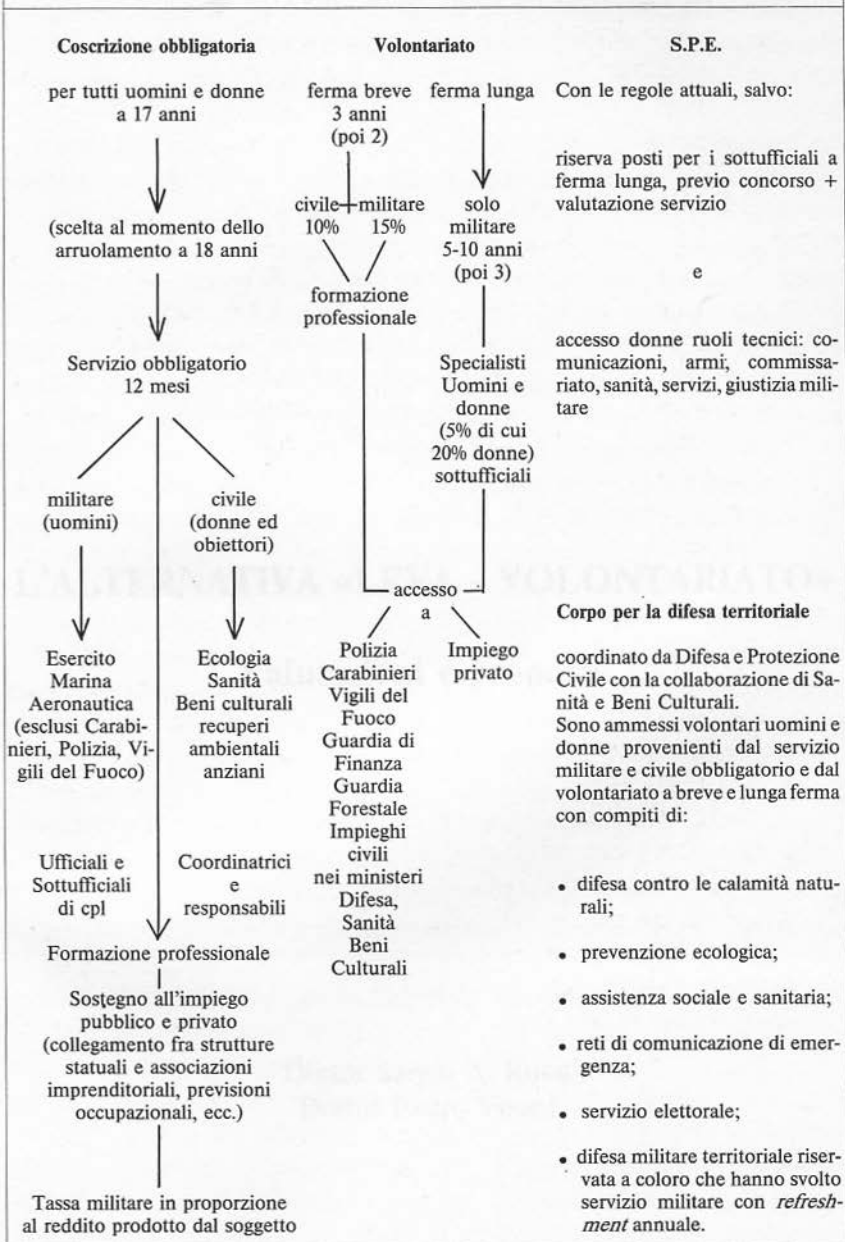 Coscrizione obbligatoria
per tutti uomini e donne
a 17 anni
(scelta al momento dello
arruolamento a 18 anni
Servizio obbligatorio
12 mesi
militare
(uomini)
civile
(donne ed
obiettori)
Esercito
Marina
Aeronautica
(esclusi Carabi-
nieri, Polizia, Vi-
gili del Fuoco)
Ecologia
Sanità
Beni culturali
recuperi
ambientali
anziani
Ufficiali e
Sottufficiali
di cpl
Coordinatrici
e
responsabili
Formazione professionale
Sostegno all'impiego
pubblico e privato
(collegamento fra strutture
statuali e associazioni
imprenditoriali, previsioni
occupazionali, ecc.)
Tassa militare in proporzione
al reddito prodotto dal soggetto
Volontariato
ferma breve
3 anni
(poi 2)
civile
10%
militare
15%
formazione
professionale
ferma lunga
solo
militare
5-10 anni
(poi 3)
Specialisti
Uomini e
donne
(5% di cui
20% donne)
sottufficiali
accesso
a
Polizia
Carabinieri
Vigili del
Fuoco
Guardia di
Finanza
Guardia
Forestale
Impieghi
civili
nei ministeri
Difesa,
Sanità
Beni
Culturali
Impiego
privato
S.P.E.
Con le regole attuali, salvo:
riserva posti per i sottufficiali a
ferma lunga, previo concorso +
valutazione servizio
e
accesso donne ruoli tecnici: co-
municazioni, armi, commissa-
riato, sanità, servizi, giustizia mili-
tare
Corpo per la difesa territoriale
coordinato da Difesa e Protezione
Civile con la collaborazione di Sa-
nità e Beni Culturali.
Sono ammessi volontari uomini e
donne provenienti dal servizio
militare e civile obbligatorio e dal
volontariato a breve e lunga ferma
con compiti di:
• difesa contro le calamità natu-
rali;
• prevenzione ecologica;
• assistenza sociale e sanitaria;
• reti di comunicazione di emer-
genza;
• servizio elettorale;
• difesa militare territoriale riser-
vata a coloro che hanno svolto
servizio militare con refresh-
ment annuale.
L'ALTERNATIVA «LEVA - VOLONTARIATO»